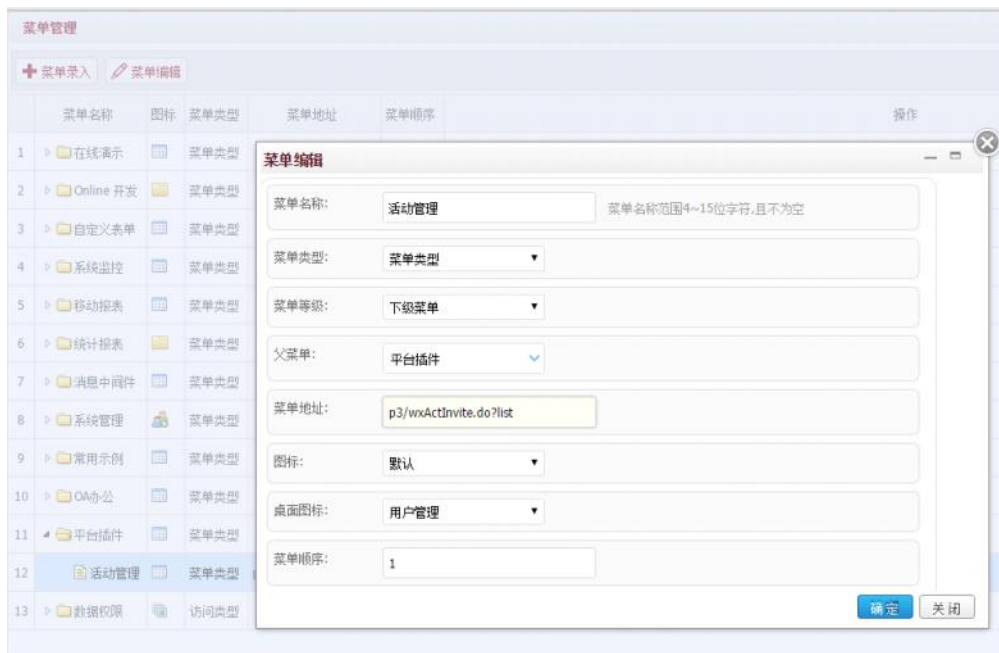 菜单管理
菜单录入 菜单编辑
菜单名称 图标 菜单类型 菜单地址 菜单顺序 操作
1 在线演示 菜单类型
2 Online 开发 菜单类型
3 自定义表单 菜单类型
4 系统监控 菜单类型
5 移动报表 菜单类型
6 统计报表 菜单类型
7 消息中间件 菜单类型
8 系统管理 菜单类型
9 常用示例 菜单类型
10 OA办公 菜单类型
11 平台插件 菜单类型
12 活动管理 菜单类型
13 数据权限 访问类型
菜单编辑
菜单名称: 活动管理 菜单名称范围4~15位字符,且不为空
菜单类型: 菜单类型
菜单等级: 下级菜单
父菜单: 平台插件
菜单地址: p3/wxActInvite.do?list
图标: 默认
桌面图标: 用户管理
菜单顺序: 1
确定 关闭